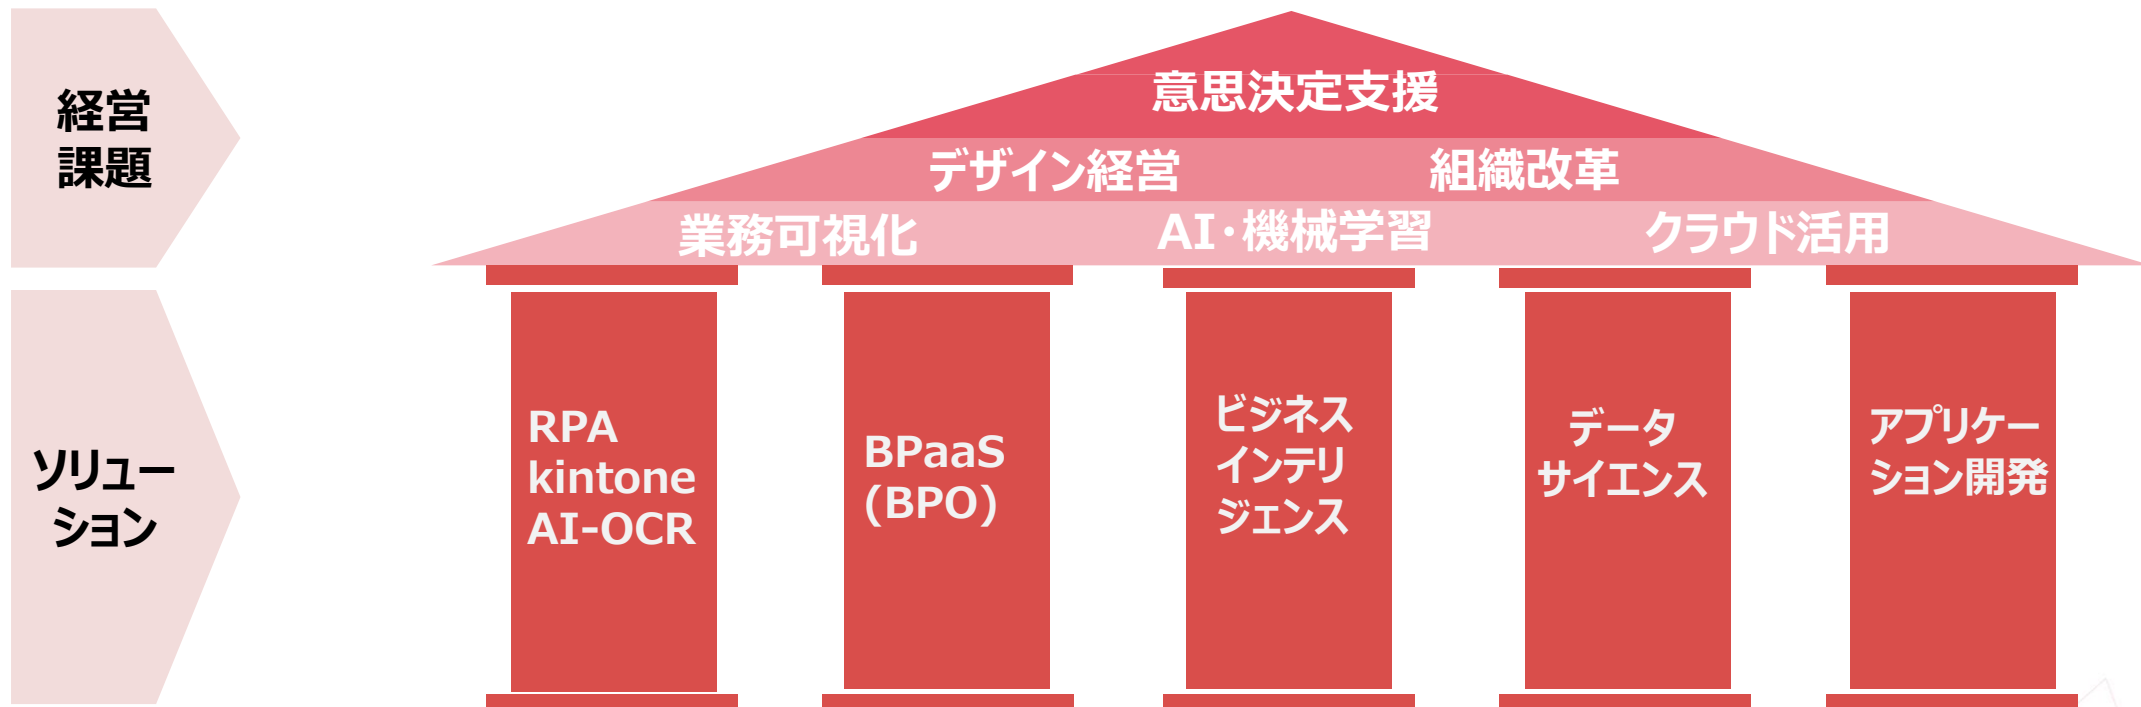 経営
課題
意思決定支援
デザイン経営
組織改革
業務可視化
AI・機械学習
クラウド活用
ソリュー
ション
RPA
kintone
AI-OCR
BPaaS
(BPO)
ビジネス
インテリ
ジェンス
データ
サイエンス
アプリケー
ション開発